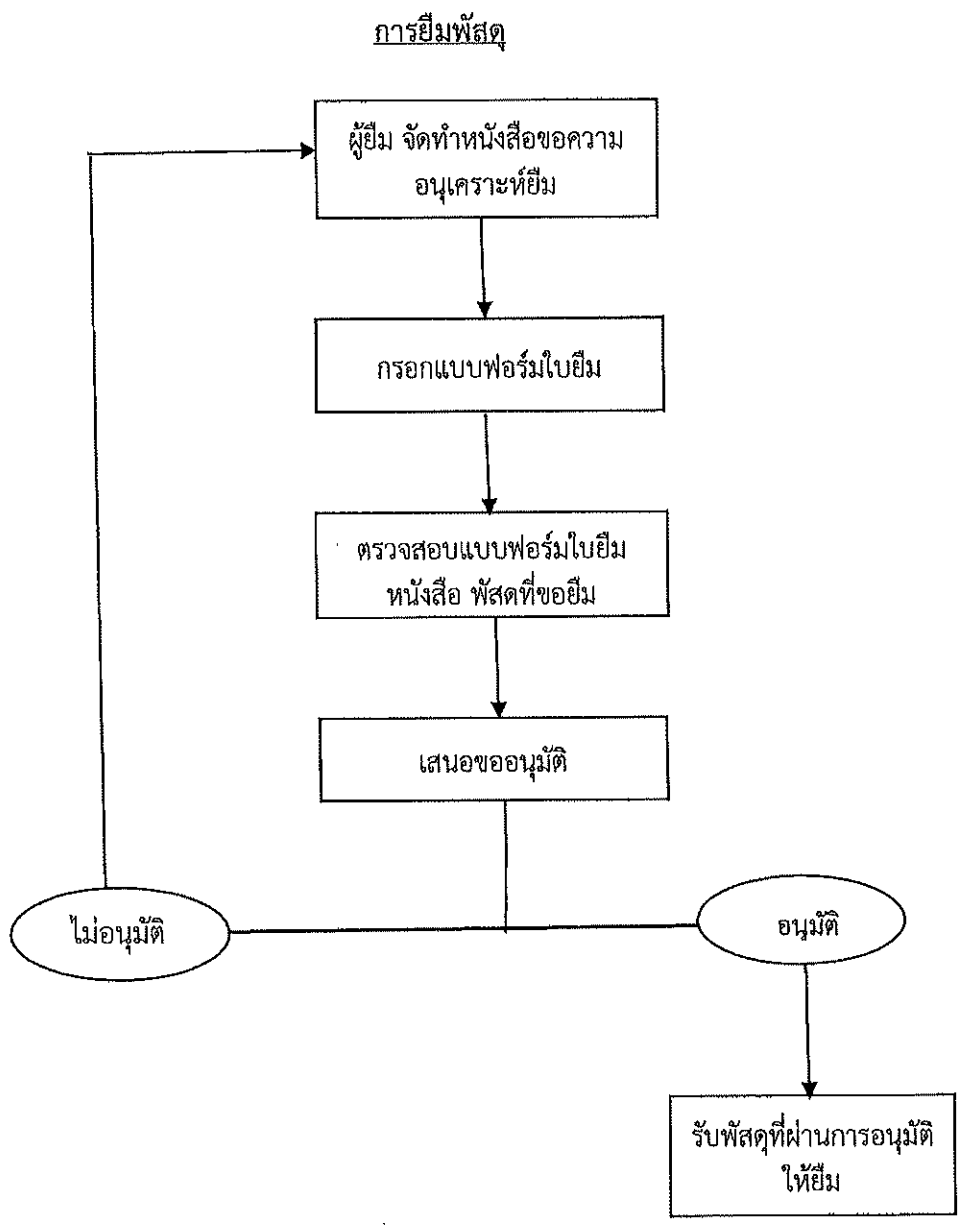 การยืมพัสดุ
ผู้ยืม จัดทำหนังสือขอความ
อนุเคราะห์ยืม
กรอกแบบฟอร์มใบยืม
ตรวจสอบแบบฟอร์มใบยืม
หนังสือ พัสดที่ขอยืม
เสนอขออนุมัติ
ไม่อนุมัติ
อนุมัติ
รับพัสดุที่ผ่านการอนุมัติ
ให้ยืม